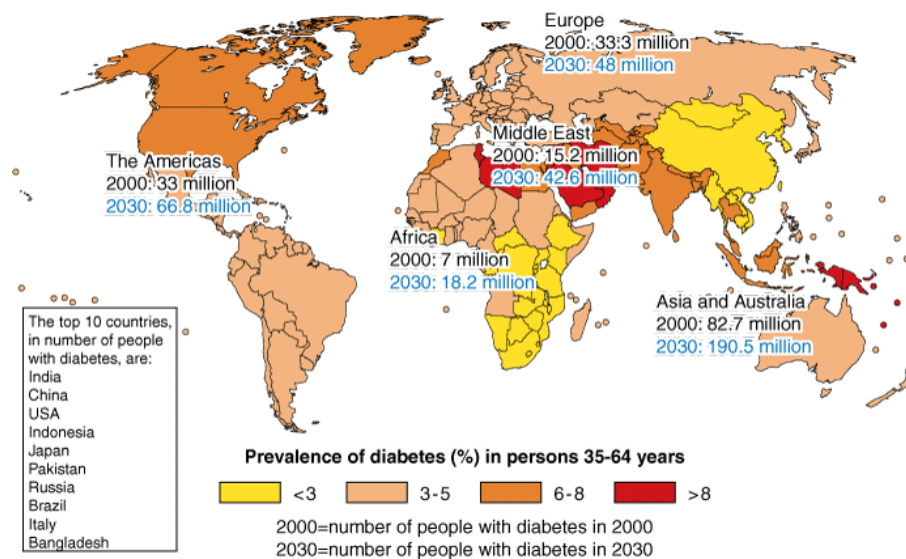 Europe
2000: 33.3 million
2030: 48 million
Middle East
2000: 15.2 million
2030: 42.6 million
The Americas
2000: 33 million
2030: 66.8 million
Africa
2000: 7 million
2030: 18.2 million
Asia and Australia
2000: 82.7 million
2030: 190.5 million
The top 10 countries,
in number of people
with diabetes, are:
India
China
USA
Indonesia
Japan
Pakistan
Russia
Brazil
Italy
Bangladesh
Prevalence of diabetes (%) in persons 35-64 years
<3
3-5
6-8
>8
2000=number of people with diabetes in 2000
2030=number of people with diabetes in 2030